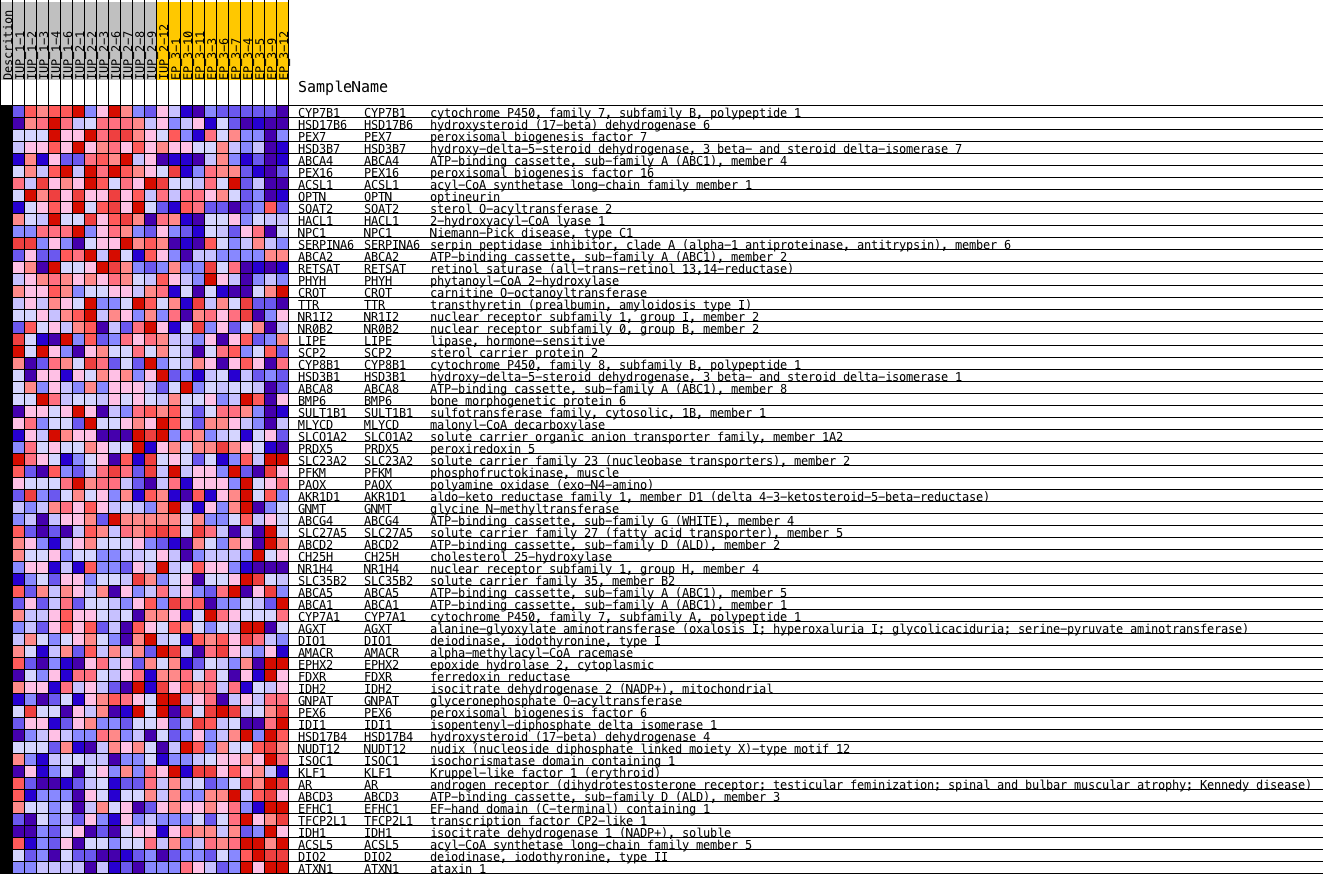 Descrition
IUP_1-1
IUP_1-2
IUP_1-3
IUP_1-4
IUP_1-6
IUP_2-1
IUP_2-2
IUP_2-3
IUP_2-6
IUP_2-7
IUP_2-8
IUP_2-9
IUP_2-12
EP_3-1
EP_3-10
EP_3-11
EP_3-3
EP_3-6
EP_3-7
EP_3-4
EP_3-5
EP_3-9
EP_3-12
SampleName
CYP7B1 CYP7B1 cytochrome P450, family 7, subfamily B, polypeptide 1
HSD17B6 HSD17B6 hydroxysteroid (17-beta) dehydrogenase 6
PEX7 PEX7 peroxisomal biogenesis factor 7
HSD3B7 HSD3B7 hydroxy-delta-5-steroid dehydrogenase, 3 beta- and steroid delta-isomerase 7
ABCA4 ABCA4 ATP-binding cassette, sub-family A (ABC1), member 4
PEX16 PEX16 peroxisomal biogenesis factor 16
ACSL1 ACSL1 acyl-CoA synthetase long-chain family member 1
OPTN OPTN optineurin
SOAT2 SOAT2 sterol O-acyltransferase 2
HACL1 HACL1 2-hydroxyacyl-CoA lyase 1
NPC1 NPC1 Niemann-Pick disease, type C1
SERPINA6 SERPINA6 serpin peptidase inhibitor, clade A (alpha-1 antiproteinase, antitrypsin), member 6
ABCA2 ABCA2 ATP-binding cassette, sub-family A (ABC1), member 2
RETSAT RETSAT retinol saturase (all-trans-retinol 13,14-reductase)
PHYH PHYH phytanoyl-CoA 2-hydroxylase
CROT CROT carnitine O-octanoyltransferase
TTR TTR transthyretin (prealbumin, amyloidosis type I)
NR1I2 NR1I2 nuclear receptor subfamily 1, group I, member 2
NR0B2 NR0B2 nuclear receptor subfamily 0, group B, member 2
LIPE LIPE lipase, hormone-sensitive
SCP2 SCP2 sterol carrier protein 2
CYP8B1 CYP8B1 cytochrome P450, family 8, subfamily B, polypeptide 1
HSD3B1 HSD3B1 hydroxy-delta-5-steroid dehydrogenase, 3 beta- and steroid delta-isomerase 1
ABCA8 ABCA8 ATP-binding cassette, sub-family A (ABC1), member 8
BMP6 BMP6 bone morphogenetic protein 6
SULT1B1 SULT1B1 sulfotransferase family, cytosolic, 1B, member 1
MLYCD MLYCD malonyl-CoA decarboxylase
SLCO1A2 SLCO1A2 solute carrier organic anion transporter family, member 1A2
PRDX5 PRDX5 peroxiredoxin 5
SLC23A2 SLC23A2 solute carrier family 23 (nucleobase transporters), member 2
PFKM PFKM phosphofructokinase, muscle
PAOX PAOX polyamine oxidase (exo-N4-amino)
AKR1D1 AKR1D1 aldo-keto reductase family 1, member D1 (delta 4-3-ketosteroid-5-beta-reductase)
GNMT GNMT glycine N-methyltransferase
ABCG4 ABCG4 ATP-binding cassette, sub-family G (WHITE), member 4
SLC27A5 SLC27A5 solute carrier family 27 (fatty acid transporter), member 5
ABCD2 ABCD2 ATP-binding cassette, sub-family D (ALD), member 2
CH25H CH25H cholesterol 25-hydroxylase
NR1H4 NR1H4 nuclear receptor subfamily 1, group H, member 4
SLC35B2 SLC35B2 solute carrier family 35, member B2
ABCA5 ABCA5 ATP-binding cassette, sub-family A (ABC1), member 5
ABCA1 ABCA1 ATP-binding cassette, sub-family A (ABC1), member 1
CYP7A1 CYP7A1 cytochrome P450, family 7, subfamily A, polypeptide 1
AGXT AGXT alanine-glyoxylate aminotransferase (oxalosis I; hyperoxaluria I; glycolicaciduria; serine-pyruvate aminotransferase)
DIO1 DIO1 deiodinase, iodothyronine, type I
AMACR AMACR alpha-methylacyl-CoA racemase
EPHX2 EPHX2 epoxide hydrolase 2, cytoplasmic
FDXR FDXR ferredoxin reductase
IDH2 IDH2 isocitrate dehydrogenase 2 (NADP+), mitochondrial
GNPAT GNPAT glyceronephosphate O-acyltransferase
PEX6 PEX6 peroxisomal biogenesis factor 6
IDI1 IDI1 isopentenyl-diphosphate delta isomerase 1
HSD17B4 HSD17B4 hydroxysteroid (17-beta) dehydrogenase 4
NUDT12 NUDT12 nudix (nucleoside diphosphate linked moiety X)-type motif 12
ISOC1 ISOC1 isochorismatase domain containing 1
KLF1 KLF1 Kruppel-like factor 1 (erythroid)
AR AR androgen receptor (dihydrotestosterone receptor; testicular feminization; spinal and bulbar muscular atrophy; Kennedy disease)
ABCD3 ABCD3 ATP-binding cassette, sub-family D (ALD), member 3
EFHC1 EFHC1 EF-hand domain (C-terminal) containing 1
TFCP2L1 TFCP2L1 transcription factor CP2-like 1
IDH1 IDH1 isocitrate dehydrogenase 1 (NADP+), soluble
ACSL5 ACSL5 acyl-CoA synthetase long-chain family member 5
DIO2 DIO2 deiodinase, iodothyronine, type II
ATXN1 ATXN1 ataxin 1